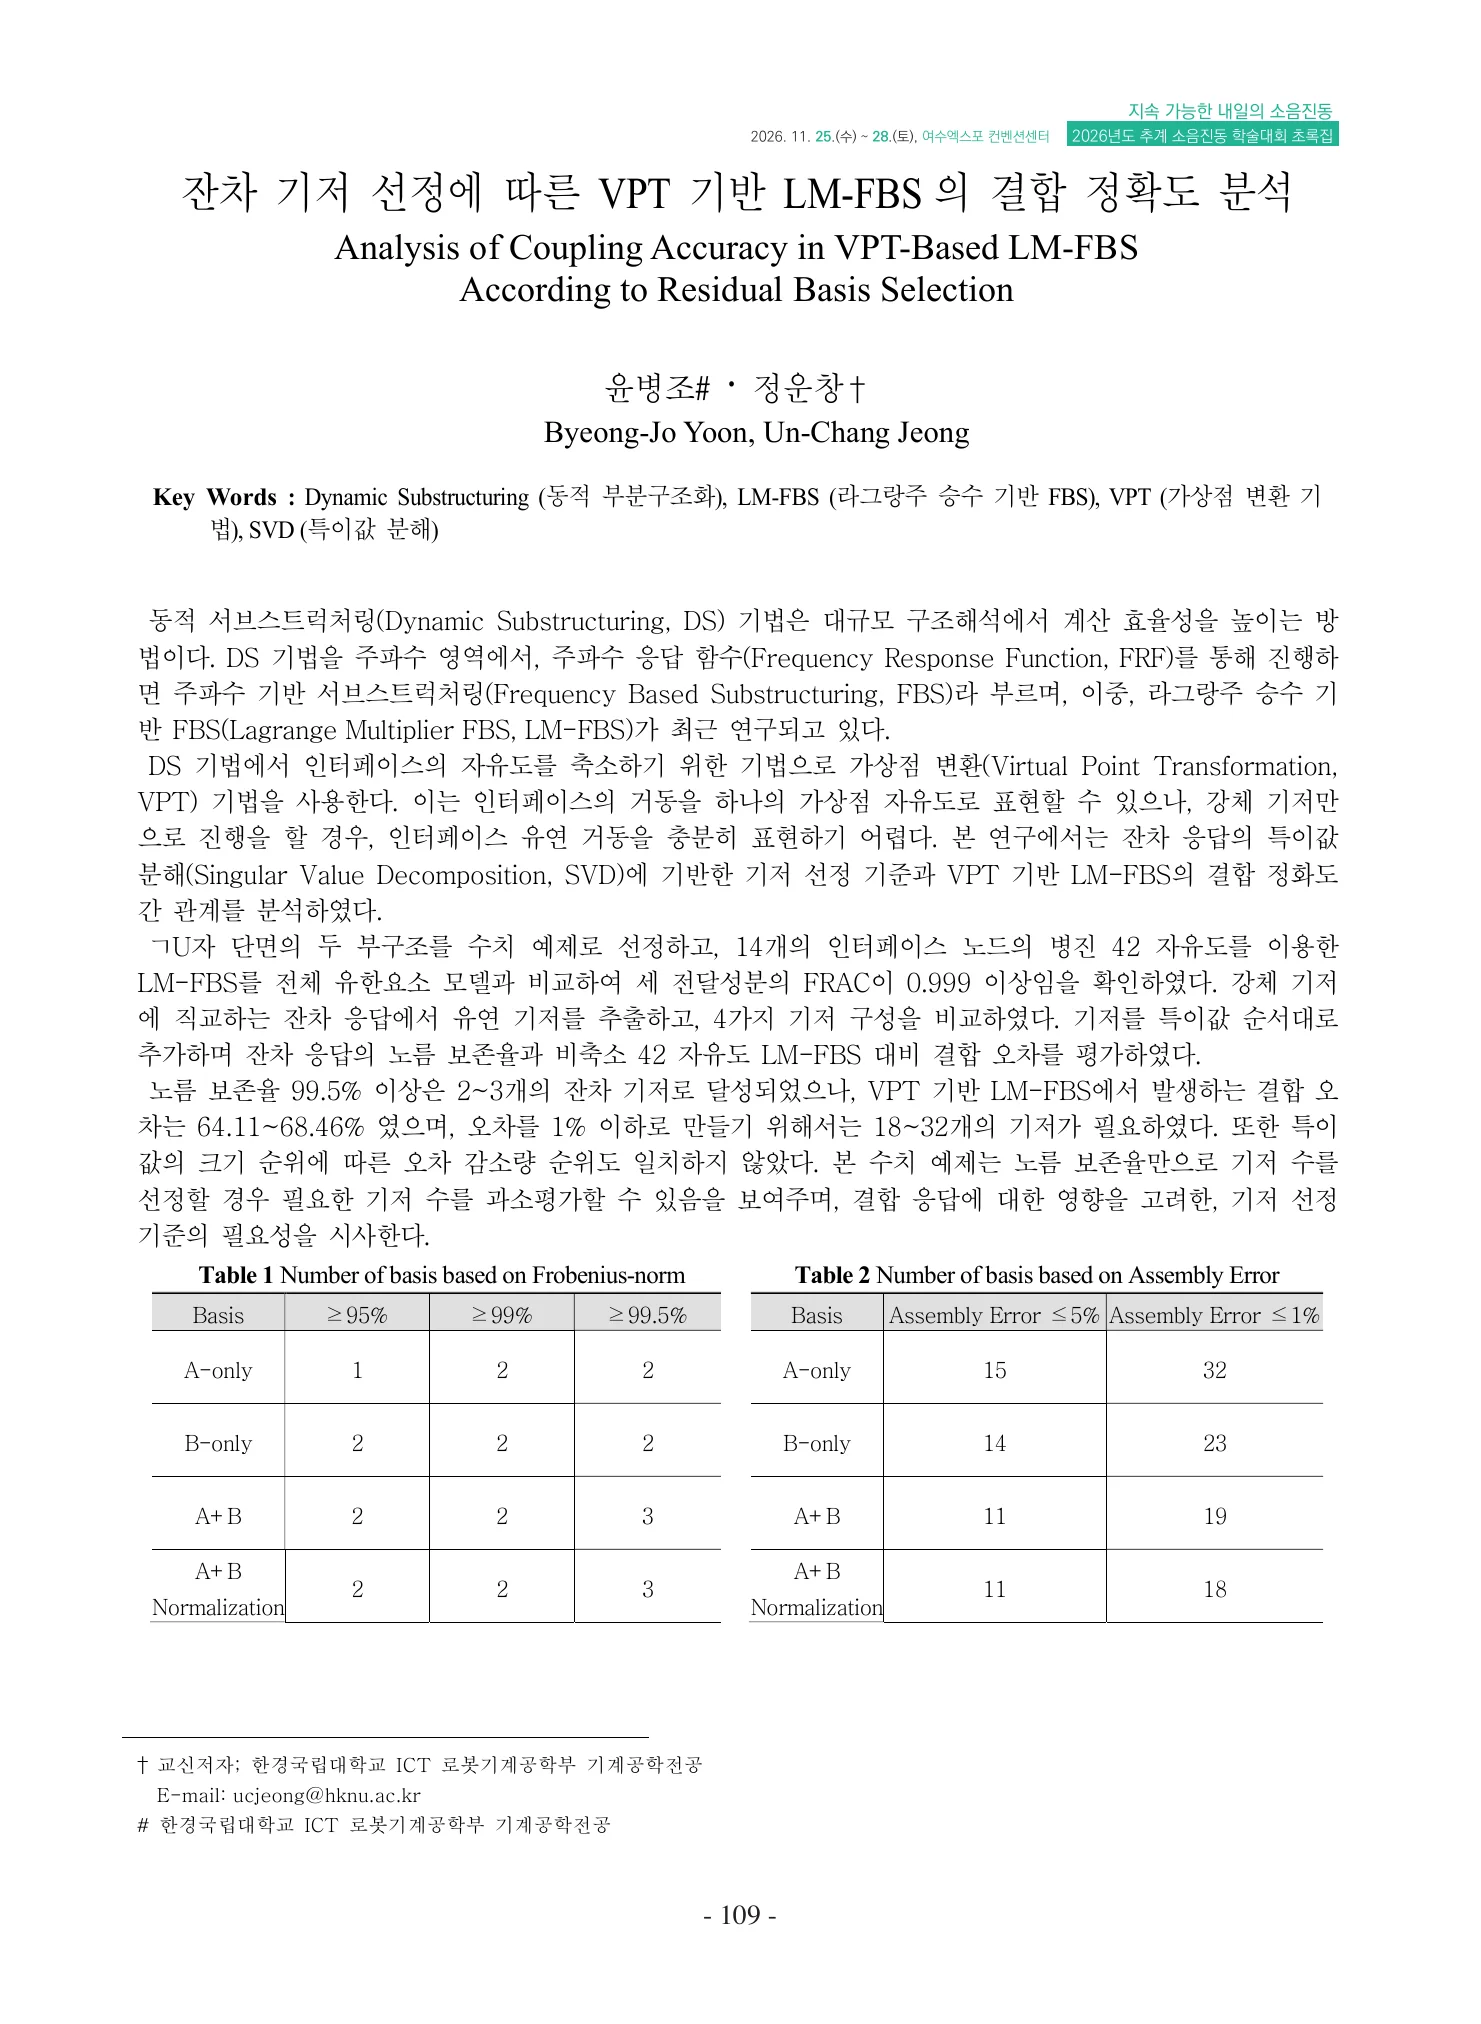 지속 가능한 내일의 소음진동
2026. 11. 25.(수) ~ 28.(토), 여수엑스포 컨벤션센터 2026년도 추계 소음진동 학술대회 초록집
잔차 기저 선정에 따른 VPT 기반 LM-FBS의 결합 정확도 분석
Analysis of Coupling Accuracy in VPT-Based LM-FBS
According to Residual Basis Selection
윤병조# · 정운창†
Byeong-Jo Yoon, Un-Chang Jeong
Key Words : Dynamic Substructuring (동적 부분구조화), LM-FBS (라그랑주 승수 기반 FBS), VPT (가상점 변환 기
법), SVD (특이값 분해)
동적 서브스트럭처링(Dynamic Substructuring, DS) 기법은 대규모 구조해석에서 계산 효율성을 높이는 방
법이다. DS 기법을 주파수 영역에서, 주파수 응답 함수(Frequency Response Function, FRF)를 통해 진행하
면 주파수 기반 서브스트럭처링(Frequency Based Substructuring, FBS)라 부르며, 이중, 라그랑주 승수 기
반 FBS(Lagrange Multiplier FBS, LM-FBS)가 최근 연구되고 있다.
DS 기법에서 인터페이스의 자유도를 축소하기 위한 기법으로 가상점 변환(Virtual Point Transformation,
VPT) 기법을 사용한다. 이는 인터페이스의 거동을 하나의 가상점 자유도로 표현할 수 있으나, 강체 기저만
으로 진행을 할 경우, 인터페이스 유연 거동을 충분히 표현하기 어렵다. 본 연구에서는 잔차 응답의 특이값
분해(Singular Value Decomposition, SVD)에 기반한 기저 선정 기준과 VPT 기반 LM-FBS의 결합 정화도
간 관계를 분석하였다.
ㄱU자 단면의 두 부구조를 수치 예제로 선정하고, 14개의 인터페이스 노드의 병진 42 자유도를 이용한
LM-FBS를 전체 유한요소 모델과 비교하여 세 전달성분의 FRAC이 0.999 이상임을 확인하였다. 강체 기저
에 직교하는 잔차 응답에서 유연 기저를 추출하고, 4가지 기저 구성을 비교하였다. 기저를 특이값 순서대로
추가하며 잔차 응답의 노름 보존율과 비축소 42 자유도 LM-FBS 대비 결합 오차를 평가하였다.
노름 보존율 99.5% 이상은 2~3개의 잔차 기저로 달성되었으나, VPT 기반 LM-FBS에서 발생하는 결합 오
차는 64.11~68.46% 였으며, 오차를 1% 이하로 만들기 위해서는 18~32개의 기저가 필요하였다. 또한 특이
값의 크기 순위에 따른 오차 감소량 순위도 일치하지 않았다. 본 수치 예제는 노름 보존율만으로 기저 수를
선정할 경우 필요한 기저 수를 과소평가할 수 있음을 보여주며, 결합 응답에 대한 영향을 고려한, 기저 선정
기준의 필요성을 시사한다.
Table 1 Number of basis based on Frobenius-norm
Basis ≥95% ≥99% ≥99.5%
A-only 1 2 2
B-only 2 2 2
A+B 2 2 3
A+B
Normalization 2 2 3
Table 2 Number of basis based on Assembly Error
Basis Assembly Error ≤5% Assembly Error ≤1%
A-only 15 32
B-only 14 23
A+B 11 19
A+B
Normalization 11 18
† 교신저자; 한경국립대학교 ICT 로봇기계공학부 기계공학전공
E-mail: ucjeong@hknu.ac.kr
# 한경국립대학교 ICT 로봇기계공학부 기계공학전공
- 109 -